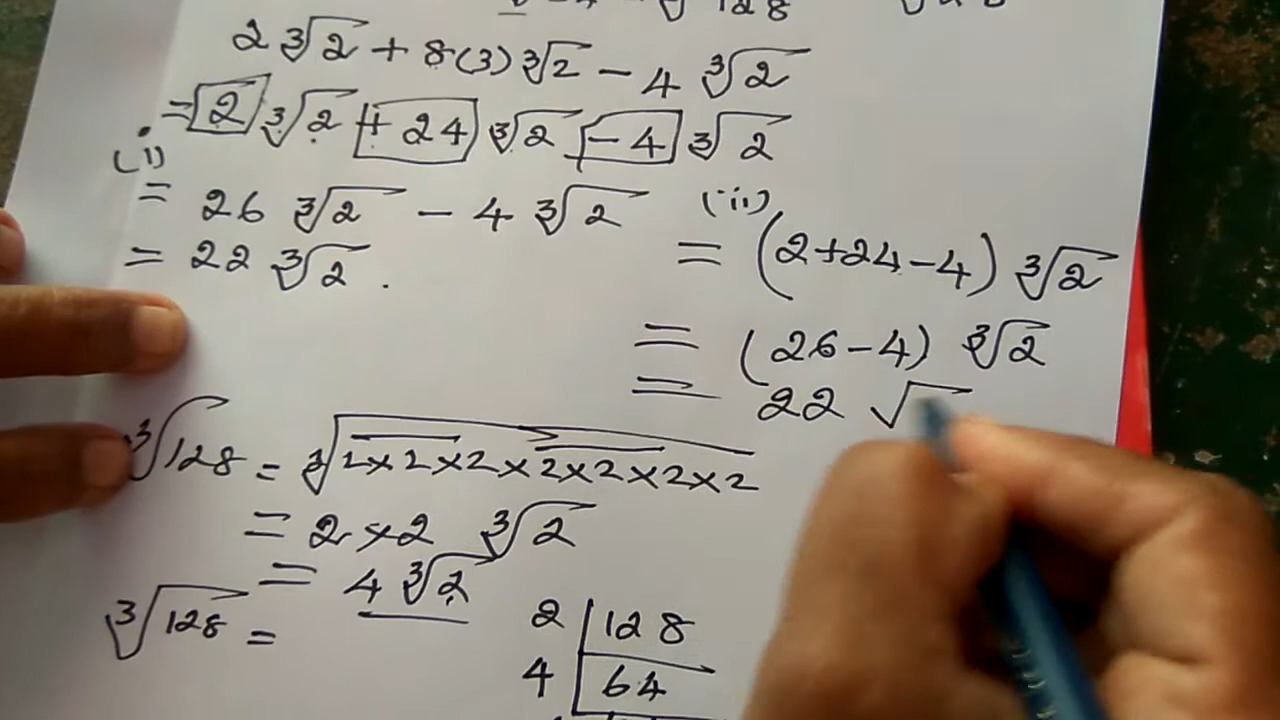 128
2∛2 + 8(3)∛2 − 4∛2
= 2∛2 + 24∛2 − 4∛2
(i)
= 26∛2 − 4∛2
= 22∛2.
(ii)
= (2+24−4)∛2
= (26−4)∛2
= 22√
∛128 = ∛2×2×2×2×2×2×2
= 2×2 ∛2
= 4∛2
∛128 =
2 | 128
4 | 64